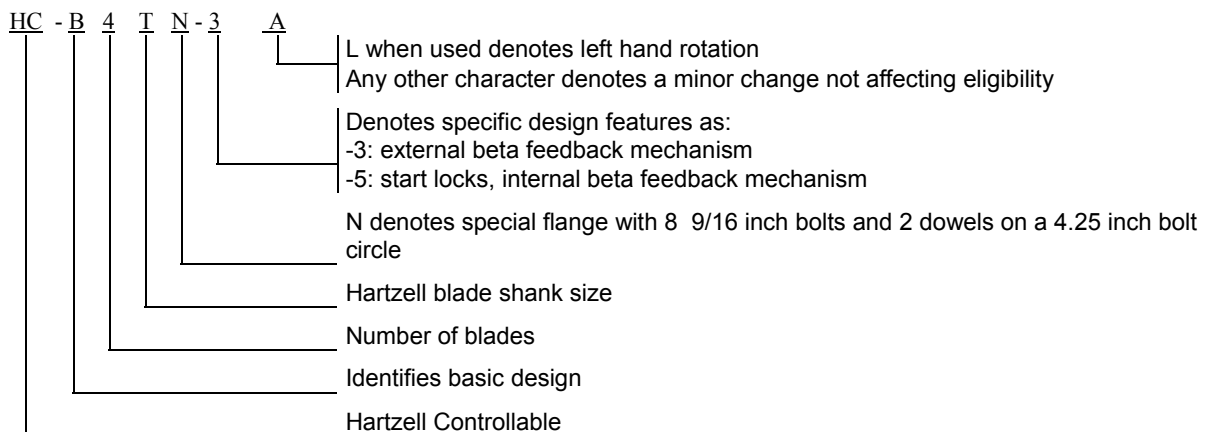 HC - B 4 T N - 3 A
L when used denotes left hand rotation
Any other character denotes a minor change not affecting eligibility
Denotes specific design features as:
-3: external beta feedback mechanism
-5: start locks, internal beta feedback mechanism
N denotes special flange with 8 9/16 inch bolts and 2 dowels on a 4.25 inch bolt
circle
Hartzell blade shank size
Number of blades
Identifies basic design
Hartzell Controllable